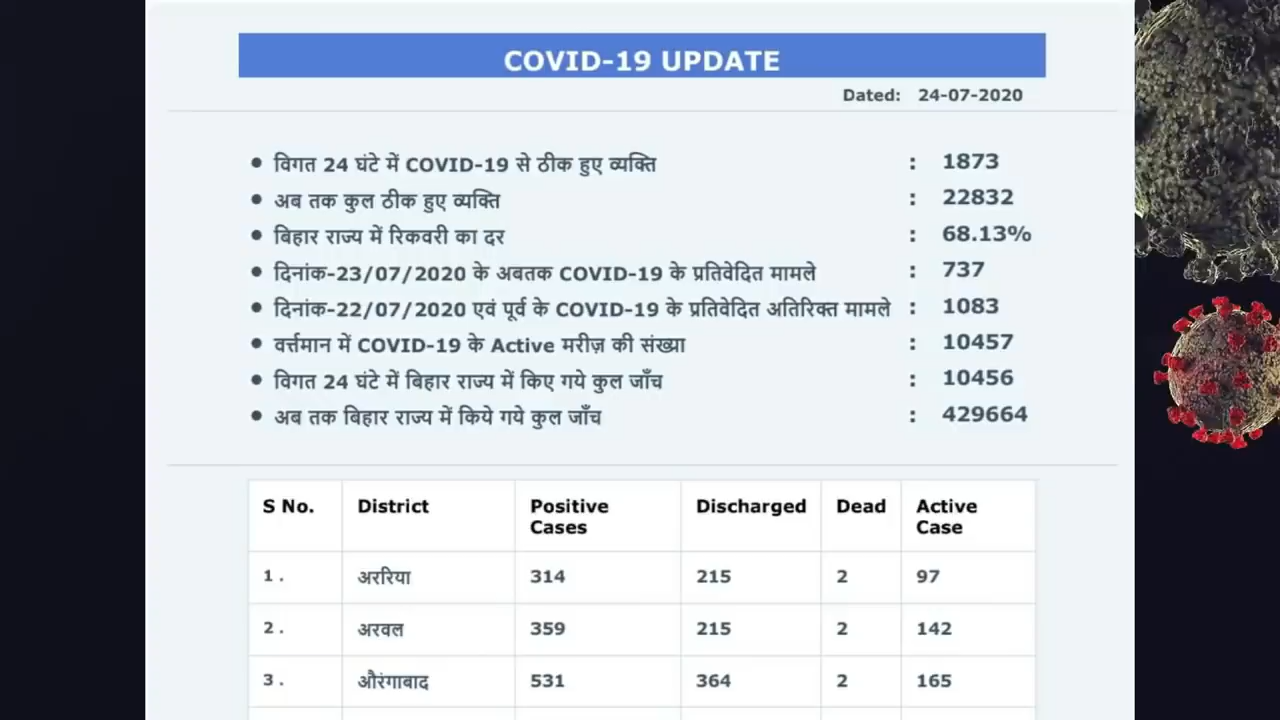 COVID-19 UPDATE
Dated: 24-07-2020
• विगत 24 घंटे में COVID-19 से ठीक हुए व्यक्ति : 1873
• अब तक कुल ठीक हुए व्यक्ति : 22832
• बिहार राज्य में रिकवरी का दर : 68.13%
• दिनांक-23/07/2020 के अबतक COVID-19 के प्रतिवेदित मामले : 737
• दिनांक-22/07/2020 एवं पूर्व के COVID-19 के प्रतिवेदित अतिरिक्त मामले : 1083
• वर्त्तमान में COVID-19 के Active मरीज़ की संख्या : 10457
• विगत 24 घंटे में बिहार राज्य में किए गये कुल जाँच : 10456
• अब तक बिहार राज्य में किये गये कुल जाँच : 429664
S No. District Positive Cases Discharged Dead Active Case
1. अररिया 314 215 2 97
2. अरवल 359 215 2 142
3. औरंगाबाद 531 364 2 165